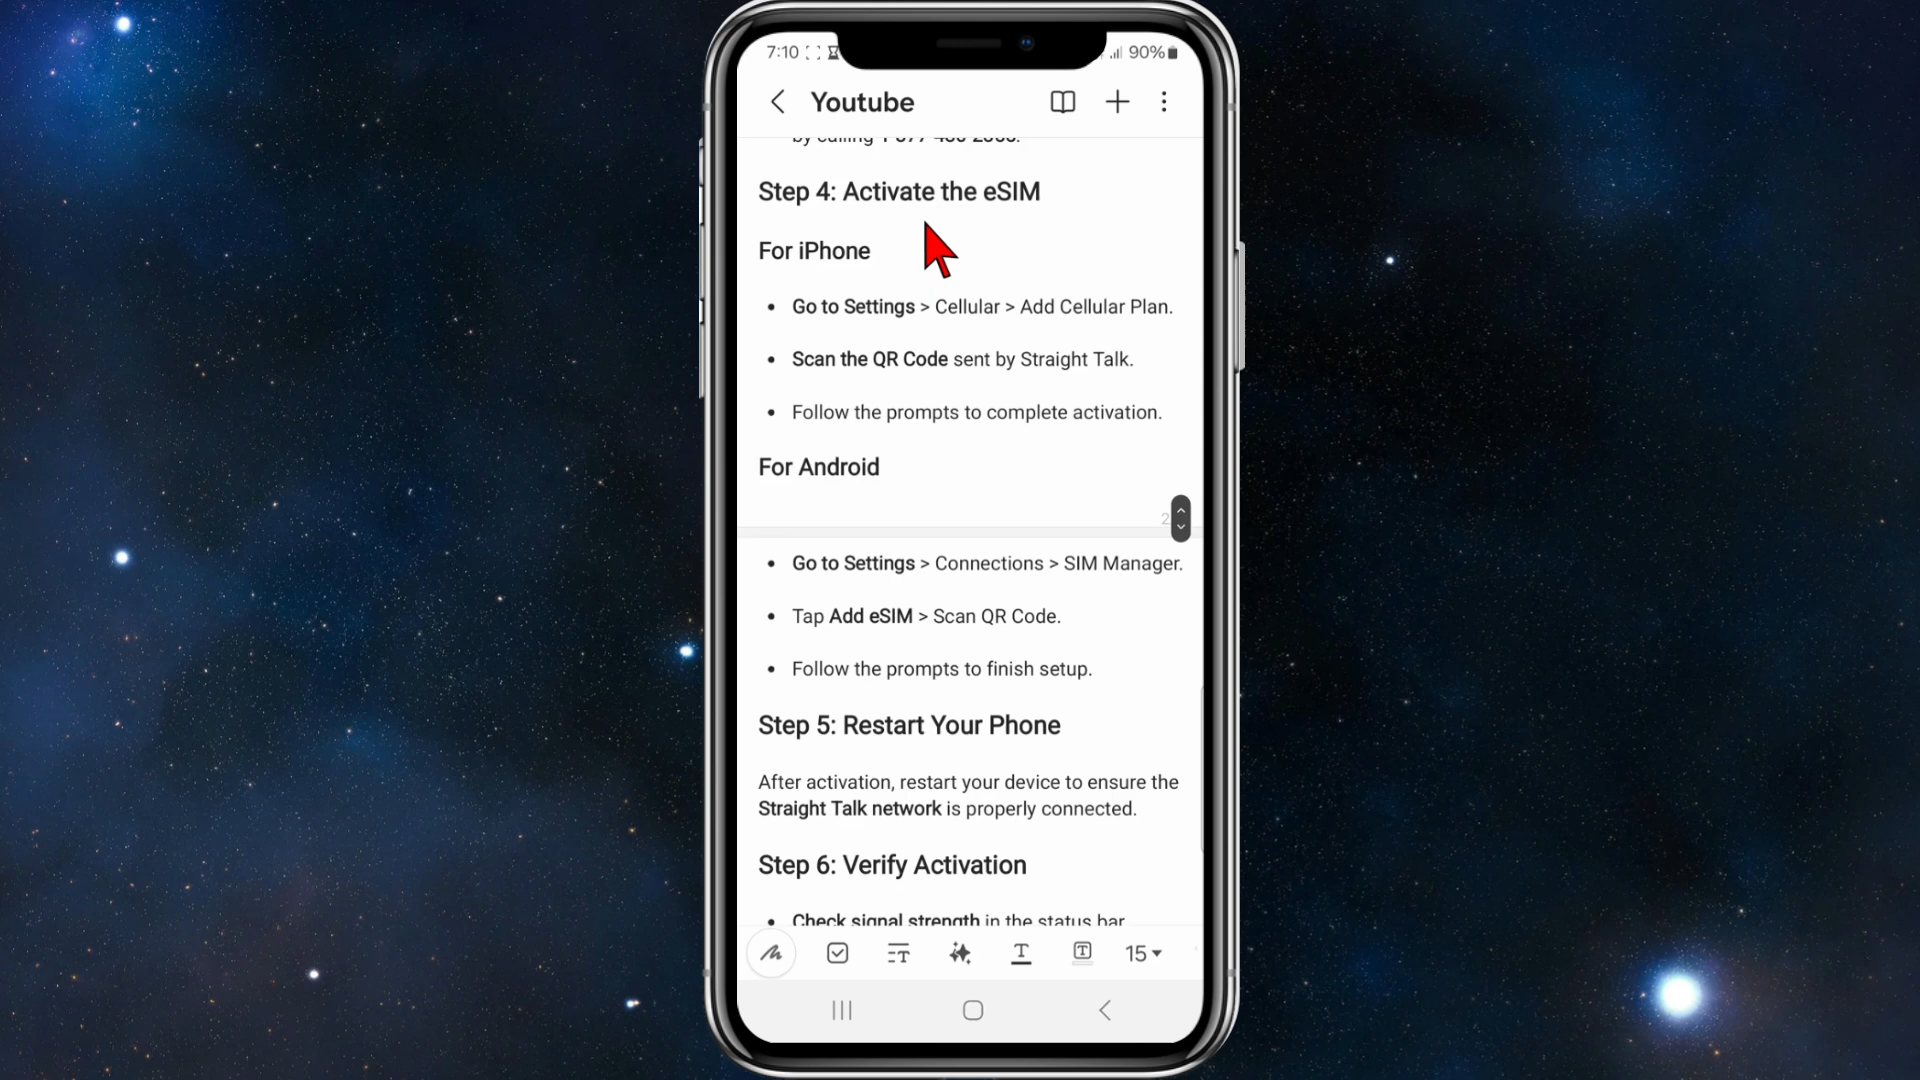 7:10
90%
Youtube
by calling
Step 4: Activate the eSIM
For iPhone
• Go to Settings > Cellular > Add Cellular Plan.
• Scan the QR Code sent by Straight Talk.
• Follow the prompts to complete activation.
For Android
2
• Go to Settings > Connections > SIM Manager.
• Tap Add eSIM > Scan QR Code.
• Follow the prompts to finish setup.
Step 5: Restart Your Phone
After activation, restart your device to ensure the
Straight Talk network is properly connected.
Step 6: Verify Activation
• Check signal strength in the status bar
15